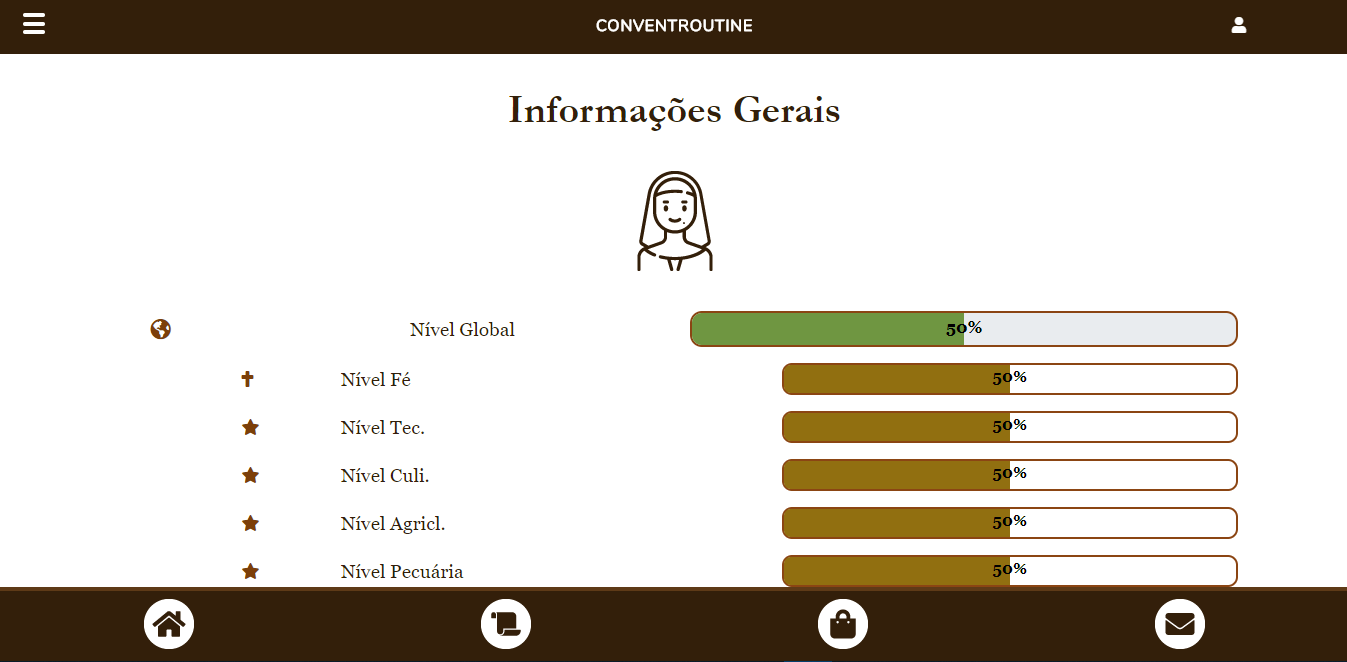 CONVENTROUTINE
Informações Gerais
Nível Global 50%
Nível Fé 50%
Nível Tec. 50%
Nível Culi. 50%
Nível Agricl. 50%
Nível Pecuária 50%